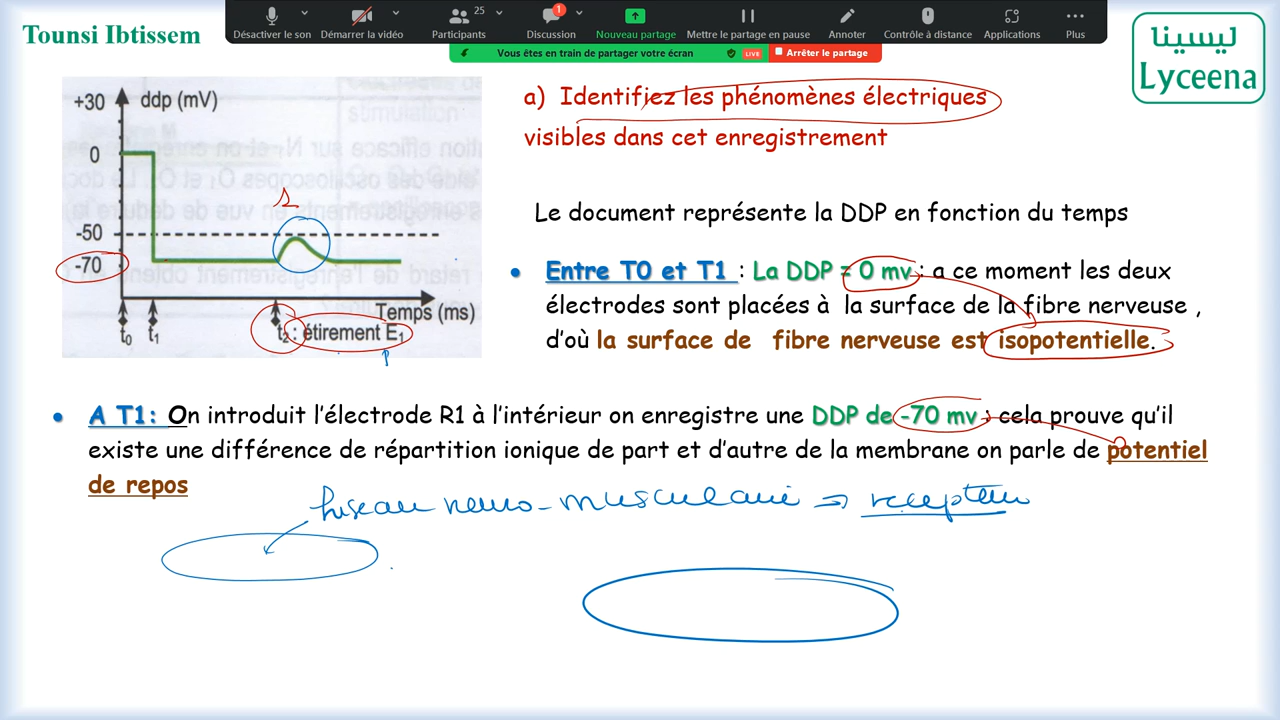 Tounsi Ibtissem
Désactiver le son
Démarrer la vidéo
25
Participants
1
Discussion
Nouveau partage
Mettre le partage en pause
Annoter
Contrôle à distance
Applications
Plus
Vous êtes en train de partager votre écran
LIVE
Arrêter le partage
ليسينا
Lyceena
+30
ddp (mV)
0
-50
-70
Temps (ms)
t₀
t₁
t₂ : étirement E₁
a) Identifiez les phénomènes électriques
visibles dans cet enregistrement
Le document représente la DDP en fonction du temps
• Entre T0 et T1 : La DDP = 0 mv : a ce moment les deux
électrodes sont placées à la surface de la fibre nerveuse ,
d'où la surface de fibre nerveuse est isopotentielle.
• A T1: On introduit l'électrode R1 à l'intérieur on enregistre une DDP de -70 mv : cela prouve qu'il
existe une différence de répartition ionique de part et d'autre de la membrane on parle de potentiel
de repos
fuseau neuro-musculaire ⇒ recepteur